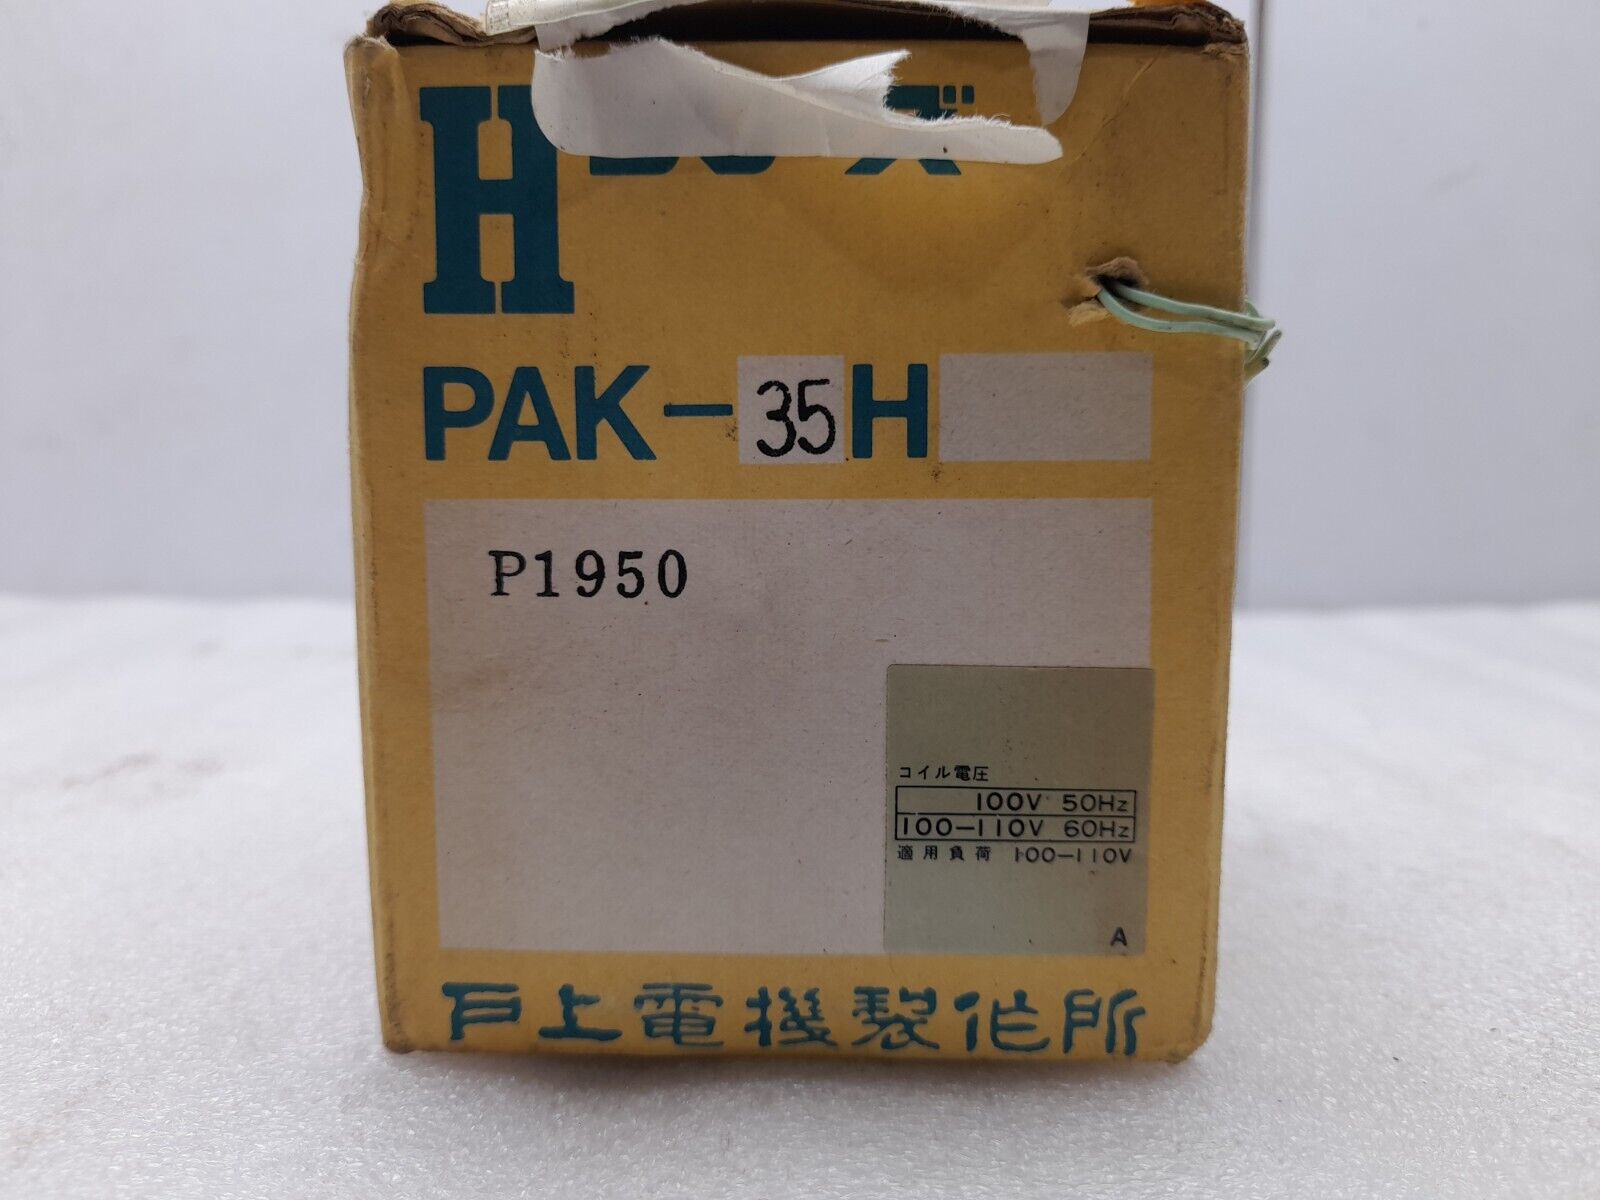 H
PAK-35H
P1950
コイル電圧
100V 50Hz
100-110V 60Hz
適用負荷 100-110V
A
戸上電機製作所